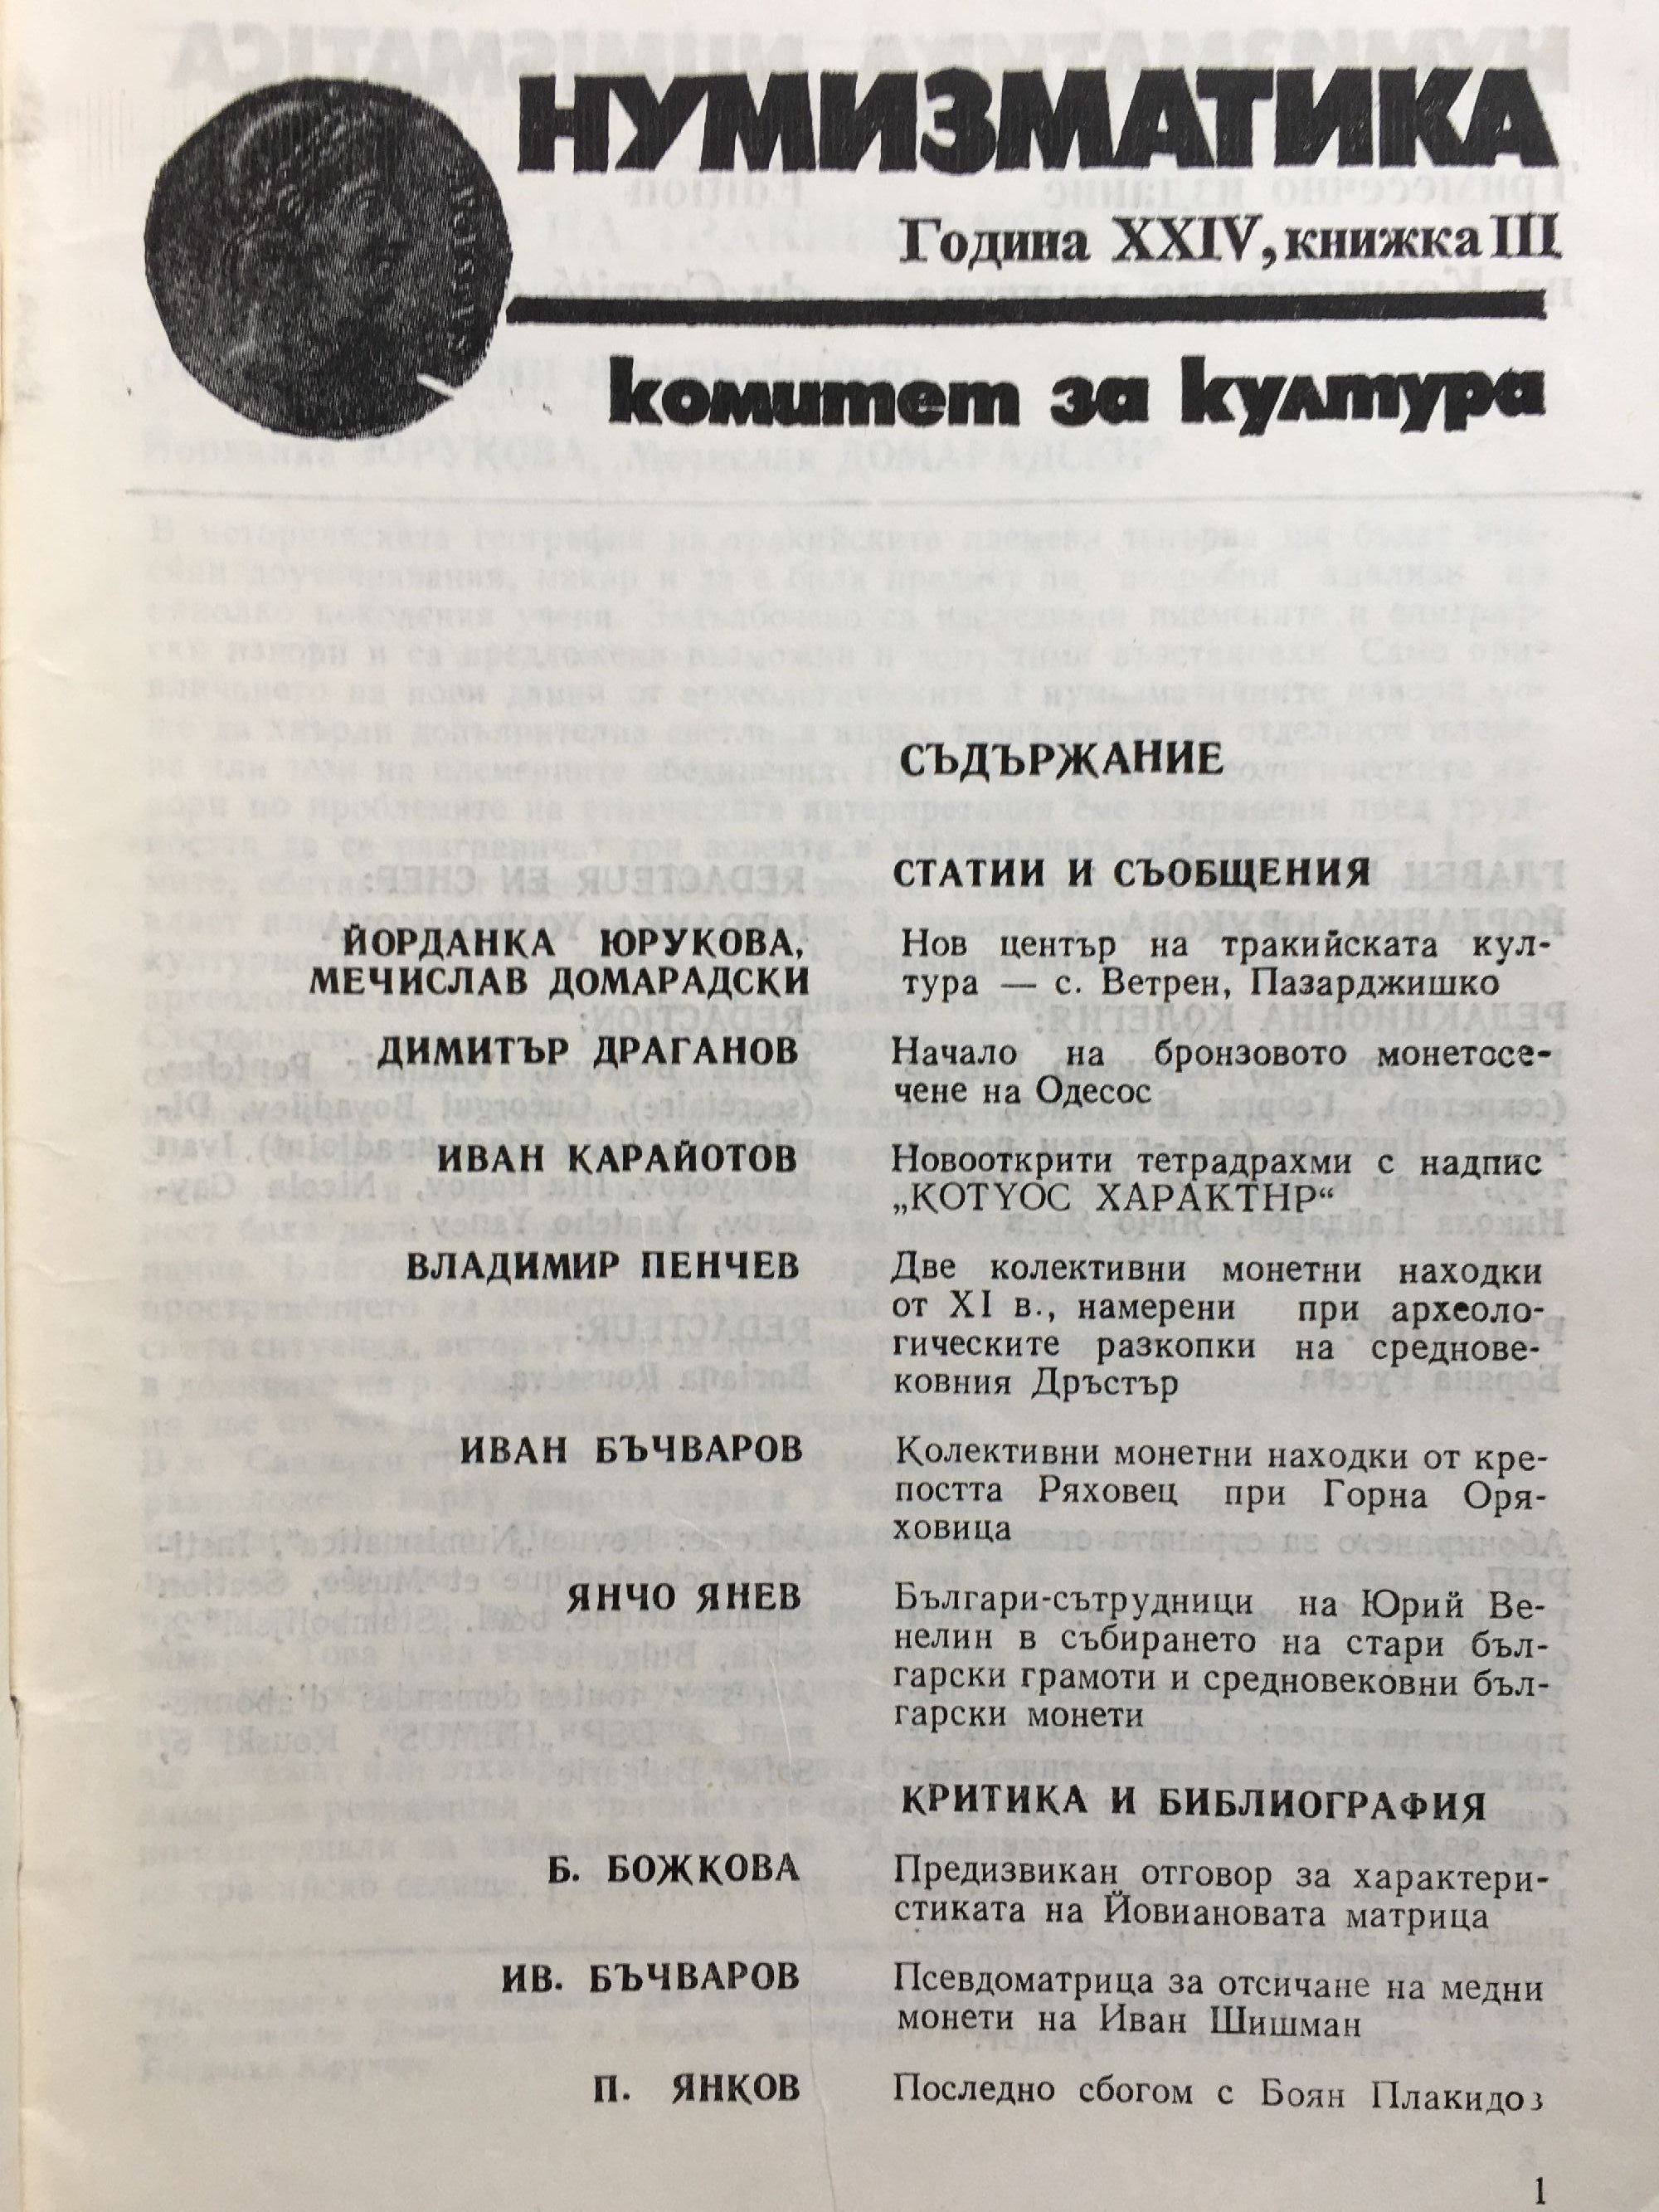 НУМИЗМАТИКА
Година XXIV, книжка III
комитет за култура
СЪДЪРЖАНИЕ
СТАТИИ И СЪОБЩЕНИЯ
ЙОРДАНКА ЮРУКОВА,
МЕЧИСЛАВ ДОМАРАДСКИ
Нов център на тракийската кул-
тура — с. Ветрен, Пазарджишко
ДИМИТЪР ДРАГАНОВ
Начало на бронзовото монетосе-
чене на Одесос
ИВАН КАРАЙОТОВ
Новооткрити тетрадрахми с надпис
„ΚΟΤΥΟC ΧΑΡΑΚΤΗΡ“
ВЛАДИМИР ПЕНЧЕВ
Две колективни монетни находки
от XI в., намерени при археоло-
гическите разкопки на среднове-
ковния Дръстър
ИВАН БЪЧВАРОВ
Колективни монетни находки от кре-
постта Ряховец при Горна Оря-
ховица
ЯНЧО ЯНЕВ
Българи-сътрудници на Юрий Ве-
нелин в събирането на стари бъл-
гарски грамоти и средновековни бъл-
гарски монети
КРИТИКА И БИБЛИОГРАФИЯ
Б. БОЖКОВА
Предизвикан отговор за характери-
стиката на Йовиановата матрица
ИВ. БЪЧВАРОВ
Псевдоматрица за отсичане на медни
монети на Иван Шишман
П. ЯНКОВ
Последно сбогом с Боян Плакидов
1